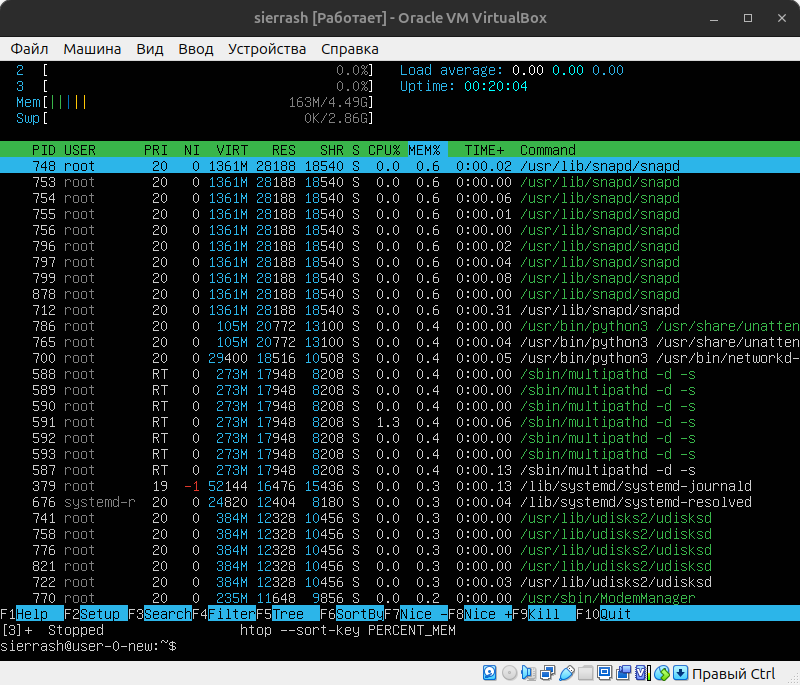 sierrash [Работает] - Oracle VM VirtualBox
Файл Машина Вид Ввод Устройства Справка
2 [ 0.0%] Load average: 0.00 0.00 0.00
3 [ 0.0%] Uptime: 00:20:04
Mem[||||| 163M/4.49G]
Swp[ 0K/2.86G]
PID USER PRI NI VIRT RES SHR S CPU% MEM% TIME+ Command
748 root 20 0 1361M 28188 18540 S 0.0 0.6 0:00.02 /usr/lib/snapd/snapd
753 root 20 0 1361M 28188 18540 S 0.0 0.6 0:00.00 /usr/lib/snapd/snapd
754 root 20 0 1361M 28188 18540 S 0.0 0.6 0:00.06 /usr/lib/snapd/snapd
755 root 20 0 1361M 28188 18540 S 0.0 0.6 0:00.01 /usr/lib/snapd/snapd
756 root 20 0 1361M 28188 18540 S 0.0 0.6 0:00.00 /usr/lib/snapd/snapd
796 root 20 0 1361M 28188 18540 S 0.0 0.6 0:00.02 /usr/lib/snapd/snapd
797 root 20 0 1361M 28188 18540 S 0.0 0.6 0:00.04 /usr/lib/snapd/snapd
799 root 20 0 1361M 28188 18540 S 0.0 0.6 0:00.08 /usr/lib/snapd/snapd
878 root 20 0 1361M 28188 18540 S 0.0 0.6 0:00.00 /usr/lib/snapd/snapd
712 root 20 0 1361M 28188 18540 S 0.0 0.6 0:00.31 /usr/lib/snapd/snapd
786 root 20 0 105M 20772 13100 S 0.0 0.4 0:00.00 /usr/bin/python3 /usr/share/unatten
765 root 20 0 105M 20772 13100 S 0.0 0.4 0:00.04 /usr/bin/python3 /usr/share/unatten
700 root 20 0 29400 18516 10508 S 0.0 0.4 0:00.05 /usr/bin/python3 /usr/bin/networkd-
588 root RT 0 273M 17948 8208 S 0.0 0.4 0:00.00 /sbin/multipathd -d -s
589 root RT 0 273M 17948 8208 S 0.0 0.4 0:00.00 /sbin/multipathd -d -s
590 root RT 0 273M 17948 8208 S 0.0 0.4 0:00.00 /sbin/multipathd -d -s
591 root RT 0 273M 17948 8208 S 1.3 0.4 0:00.06 /sbin/multipathd -d -s
592 root RT 0 273M 17948 8208 S 0.0 0.4 0:00.00 /sbin/multipathd -d -s
593 root RT 0 273M 17948 8208 S 0.0 0.4 0:00.00 /sbin/multipathd -d -s
587 root RT 0 273M 17948 8208 S 0.0 0.4 0:00.13 /sbin/multipathd -d -s
379 root 19 -1 52144 16476 15436 S 0.0 0.3 0:00.13 /lib/systemd/systemd-journald
676 systemd-r 20 0 24820 12404 8180 S 0.0 0.3 0:00.04 /lib/systemd/systemd-resolved
741 root 20 0 384M 12328 10456 S 0.0 0.3 0:00.00 /usr/lib/udisks2/udisksd
758 root 20 0 384M 12328 10456 S 0.0 0.3 0:00.00 /usr/lib/udisks2/udisksd
776 root 20 0 384M 12328 10456 S 0.0 0.3 0:00.00 /usr/lib/udisks2/udisksd
821 root 20 0 384M 12328 10456 S 0.0 0.3 0:00.00 /usr/lib/udisks2/udisksd
722 root 20 0 384M 12328 10456 S 0.0 0.3 0:00.03 /usr/lib/udisks2/udisksd
770 root 20 0 235M 11648 9856 S 0.0 0.2 0:00.00 /usr/sbin/ModemManager
F1Help F2Setup F3SearchF4FilterF5Tree F6SortByF7Nice -F8Nice +F9Kill F10Quit
[3]+ Stopped htop --sort-key PERCENT_MEM
sierrash@user-0-new:~$
Правый Ctrl